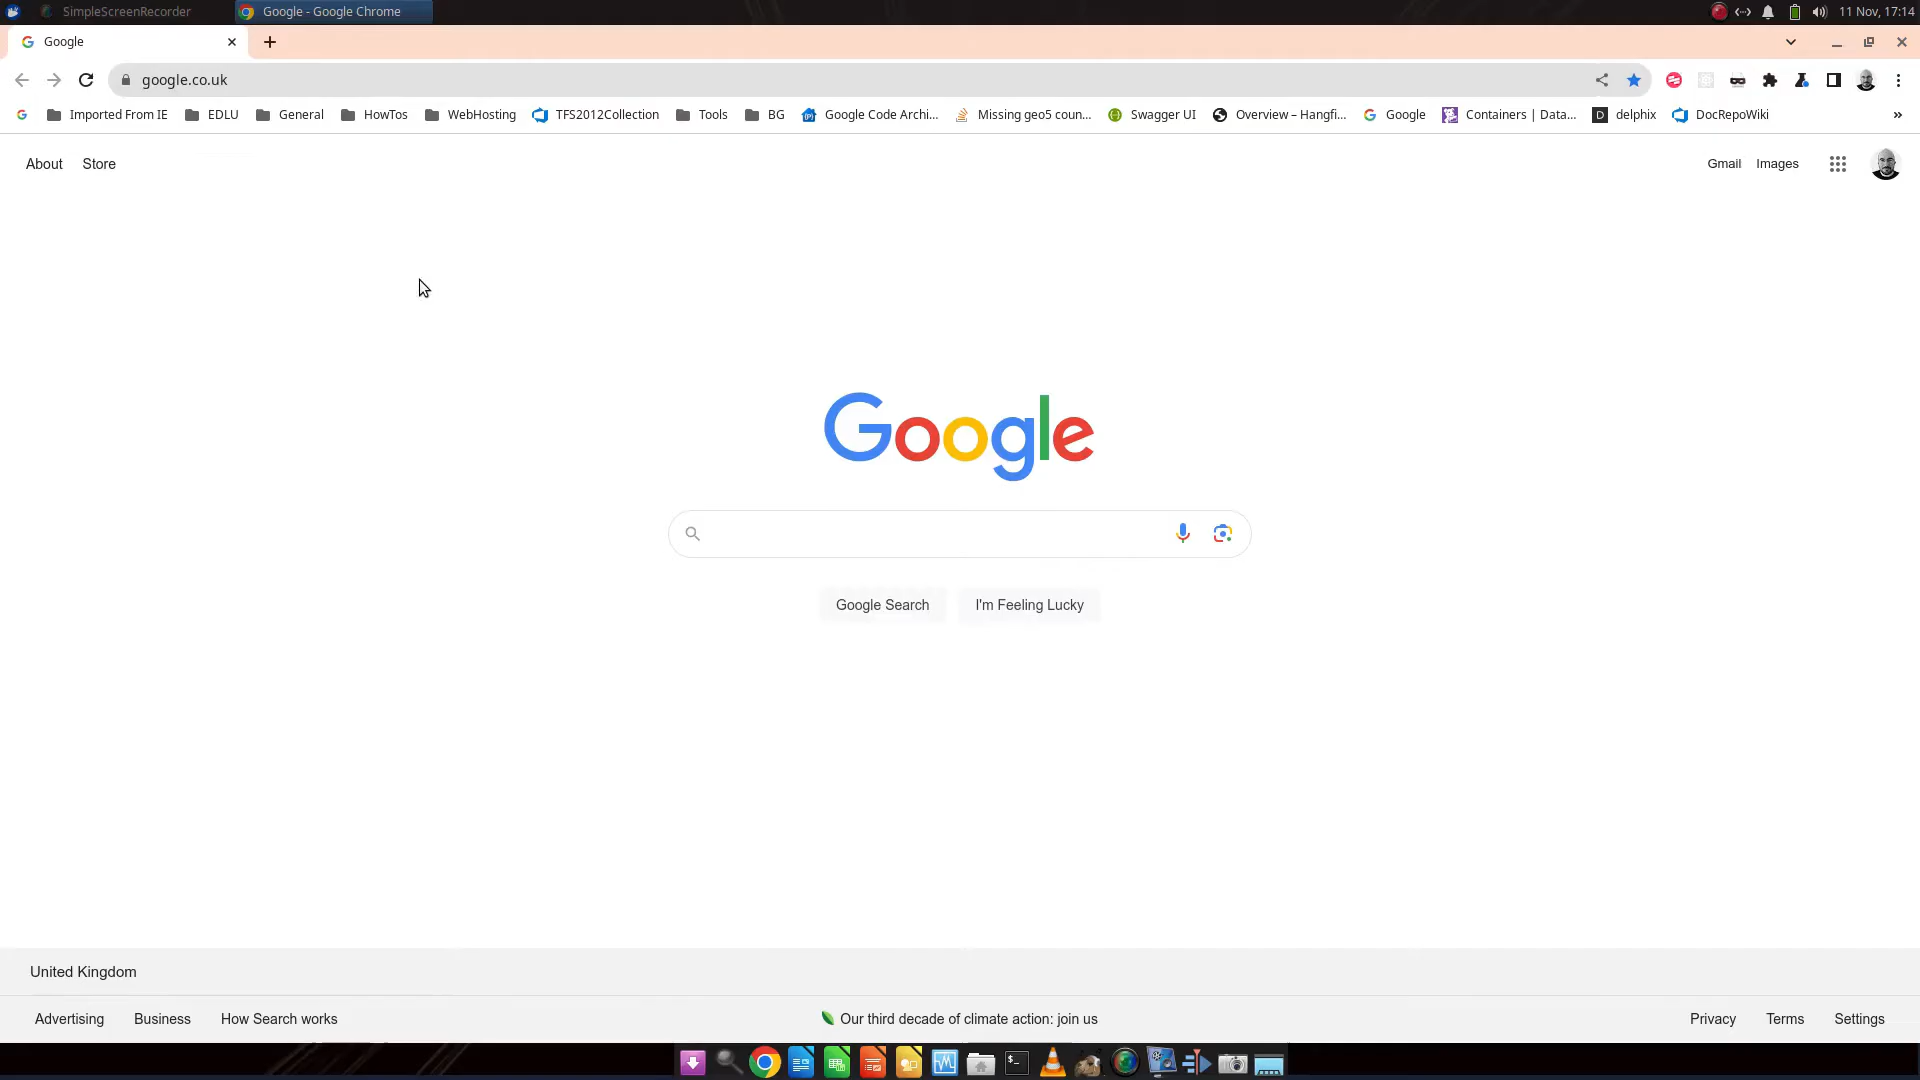 SimpleScreenRecorder
Google - Google Chrome
11 Nov, 17:14
Google
google.co.uk
Imported From IE
EDLU
General
HowTos
WebHosting
TFS2012Collection
Tools
BG
Google Code Archi...
Missing geo5 coun...
Swagger UI
Overview – Hangfi...
Google
Containers | Data...
delphix
DocRepoWiki
»
About
Store
Gmail
Images
Google
Google Search
I'm Feeling Lucky
United Kingdom
Advertising
Business
How Search works
Our third decade of climate action: join us
Privacy
Terms
Settings